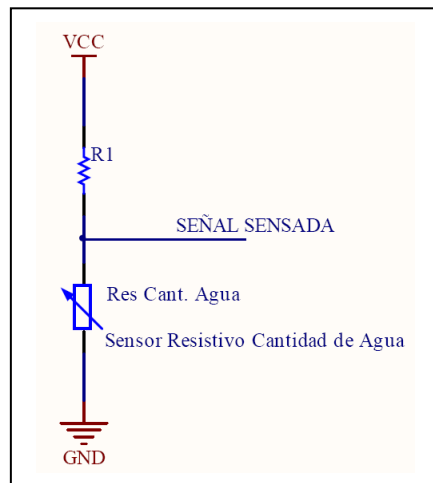 VCC
R1
SEÑAL SENSADA
Res Cant. Agua
Sensor Resistivo Cantidad de Agua
GND